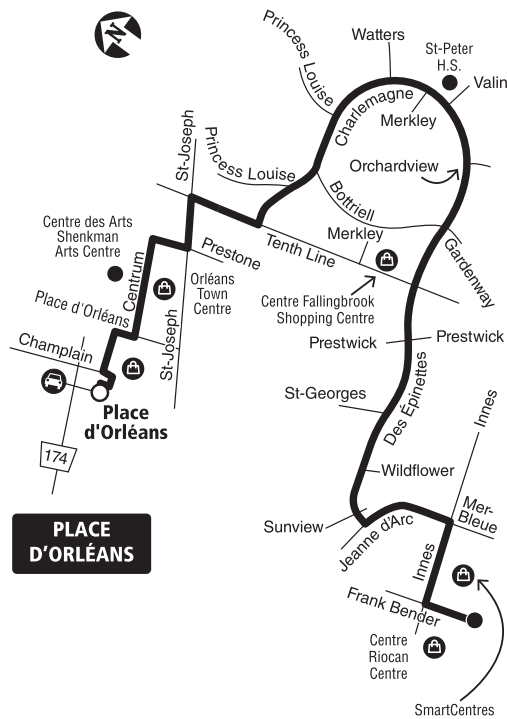 N
Princess Louise
Watters
St-Peter
H.S.
Valin
Charlemagne
Merkley
St-Joseph
Princess Louise
Orchardview
Bottriell
Centre des Arts
Shenkman
Arts Centre
Prestone
Tenth Line
Merkley
Gardenway
Centrum
Orléans
Town
Centre
Centre Fallingbrook
Shopping Centre
Place d'Orléans
Champlain
St-Joseph
Prestwick
Prestwick
Place
d'Orléans
St-Georges
Des Épinettes
Innes
174
Wildflower
PLACE
D'ORLÉANS
Sunview
Jeanne d'Arc
Mer-
Bleue
Innes
Frank Bender
Centre
Riocan
Centre
SmartCentres